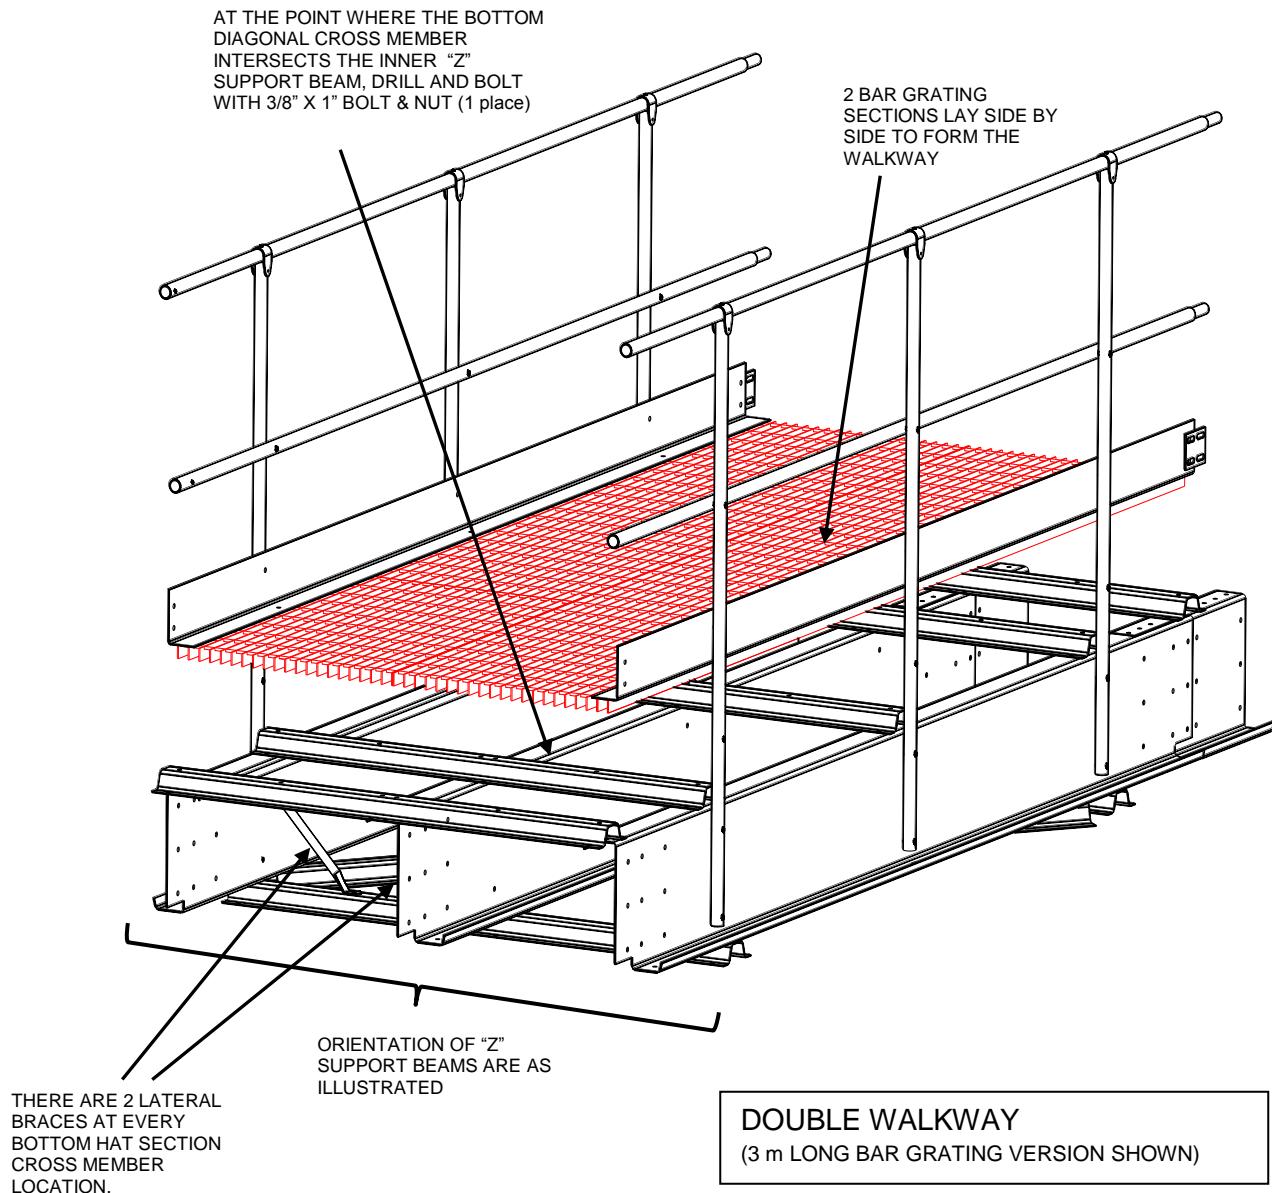 AT THE POINT WHERE THE BOTTOM
DIAGONAL CROSS MEMBER
INTERSECTS THE INNER “Z”
SUPPORT BEAM, DRILL AND BOLT
WITH 3/8” X 1” BOLT & NUT (1 place)
2 BAR GRATING
SECTIONS LAY SIDE BY
SIDE TO FORM THE
WALKWAY
ORIENTATION OF “Z”
SUPPORT BEAMS ARE AS
ILLUSTRATED
THERE ARE 2 LATERAL
BRACES AT EVERY
BOTTOM HAT SECTION
CROSS MEMBER
LOCATION.
DOUBLE WALKWAY
(3 m LONG BAR GRATING VERSION SHOWN)